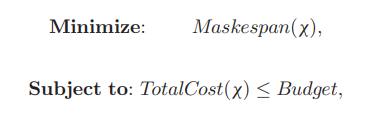 Minimize: Maskespan(χ),
Subject to: TotalCost(χ) ≤ Budget,